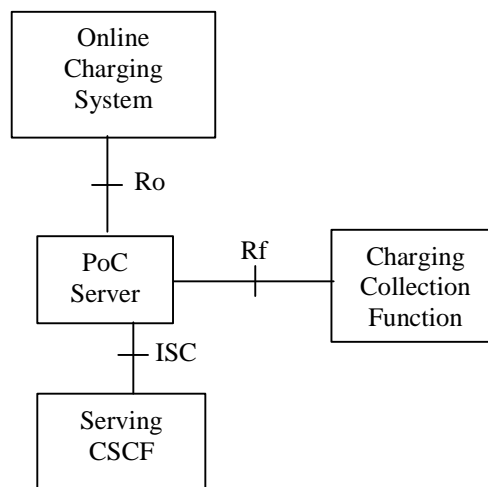 Online
Charging
System
Ro
PoC
Server
Rf
Charging
Collection
Function
ISC
Serving
CSCF